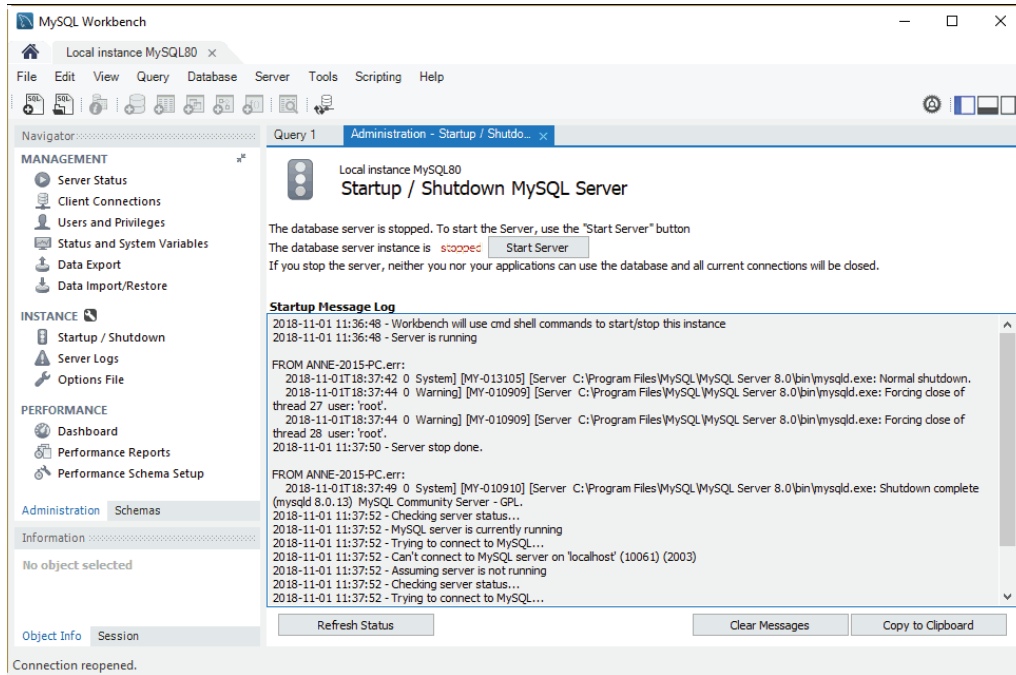 MySQL Workbench
Local instance MySQL80
File Edit View Query Database Server Tools Scripting Help
SQL SQL
Navigator
MANAGEMENT
Server Status
Client Connections
Users and Privileges
Status and System Variables
Data Export
Data Import/Restore
INSTANCE
Startup / Shutdown
Server Logs
Options File
PERFORMANCE
Dashboard
Performance Reports
Performance Schema Setup
Administration Schemas
Information
No object selected
Object Info Session
Query 1 Administration - Startup / Shutdo...
Local instance MySQL80
Startup / Shutdown MySQL Server
The database server is stopped. To start the Server, use the "Start Server" button
The database server instance is stopped Start Server
If you stop the server, neither you nor your applications can use the database and all current connections will be closed.
Startup Message Log
2018-11-01 11:36:48 - Workbench will use cmd shell commands to start/stop this instance
2018-11-01 11:36:48 - Server is running
FROM ANNE-2015-PC.err:
2018-11-01T18:37:42 0 System] [MY-013105] [Server C:\Program Files\MySQL\MySQL Server 8.0\bin\mysqld.exe: Normal shutdown.
2018-11-01T18:37:44 0 Warning] [MY-010909] [Server C:\Program Files\MySQL\MySQL Server 8.0\bin\mysqld.exe: Forcing close of
thread 27 user: 'root'.
2018-11-01T18:37:44 0 Warning] [MY-010909] [Server C:\Program Files\MySQL\MySQL Server 8.0\bin\mysqld.exe: Forcing close of
thread 28 user: 'root'.
2018-11-01 11:37:50 - Server stop done.
FROM ANNE-2015-PC.err:
2018-11-01T18:37:49 0 System] [MY-010910] [Server C:\Program Files\MySQL\MySQL Server 8.0\bin\mysqld.exe: Shutdown complete
(mysqld 8.0.13) MySQL Community Server - GPL.
2018-11-01 11:37:52 - Checking server status...
2018-11-01 11:37:52 - MySQL server is currently running
2018-11-01 11:37:52 - Trying to connect to MySQL...
2018-11-01 11:37:52 - Can't connect to MySQL server on 'localhost' (10061) (2003)
2018-11-01 11:37:52 - Assuming server is not running
2018-11-01 11:37:52 - Checking server status...
2018-11-01 11:37:52 - Trying to connect to MySQL...
Refresh Status Clear Messages Copy to Clipboard
Connection reopened.